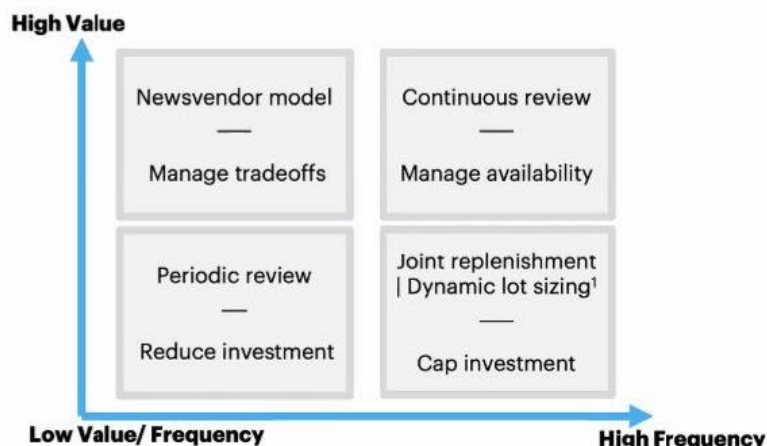 High Value
Newsvendor model
Manage tradeoffs
Continuous review
Manage availability
Periodic review
Reduce investment
Joint replenishment
| Dynamic lot sizing¹
Cap investment
Low Value/ Frequency
High Frequency